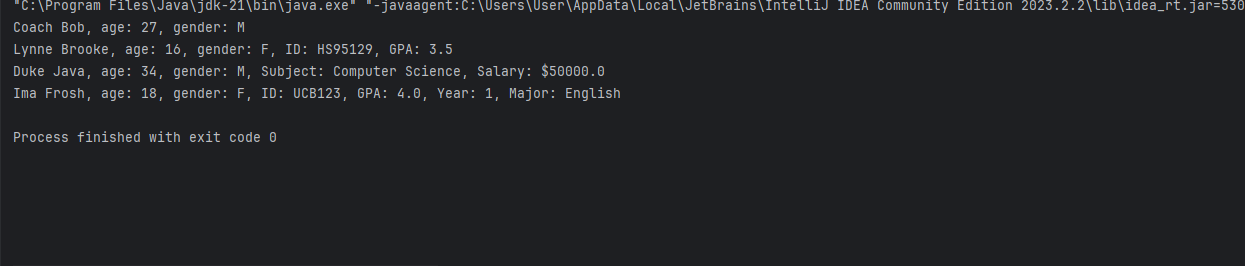 "C:\Program Files\Java\jdk-21\bin\java.exe" "-javaagent:C:\Users\User\AppData\Local\JetBrains\IntelliJ IDEA Community Edition 2023.2.2\lib\idea_rt.jar=530
Coach Bob, age: 27, gender: M
Lynne Brooke, age: 16, gender: F, ID: HS95129, GPA: 3.5
Duke Java, age: 34, gender: M, Subject: Computer Science, Salary: $50000.0
Ima Frosh, age: 18, gender: F, ID: UCB123, GPA: 4.0, Year: 1, Major: English
Process finished with exit code 0